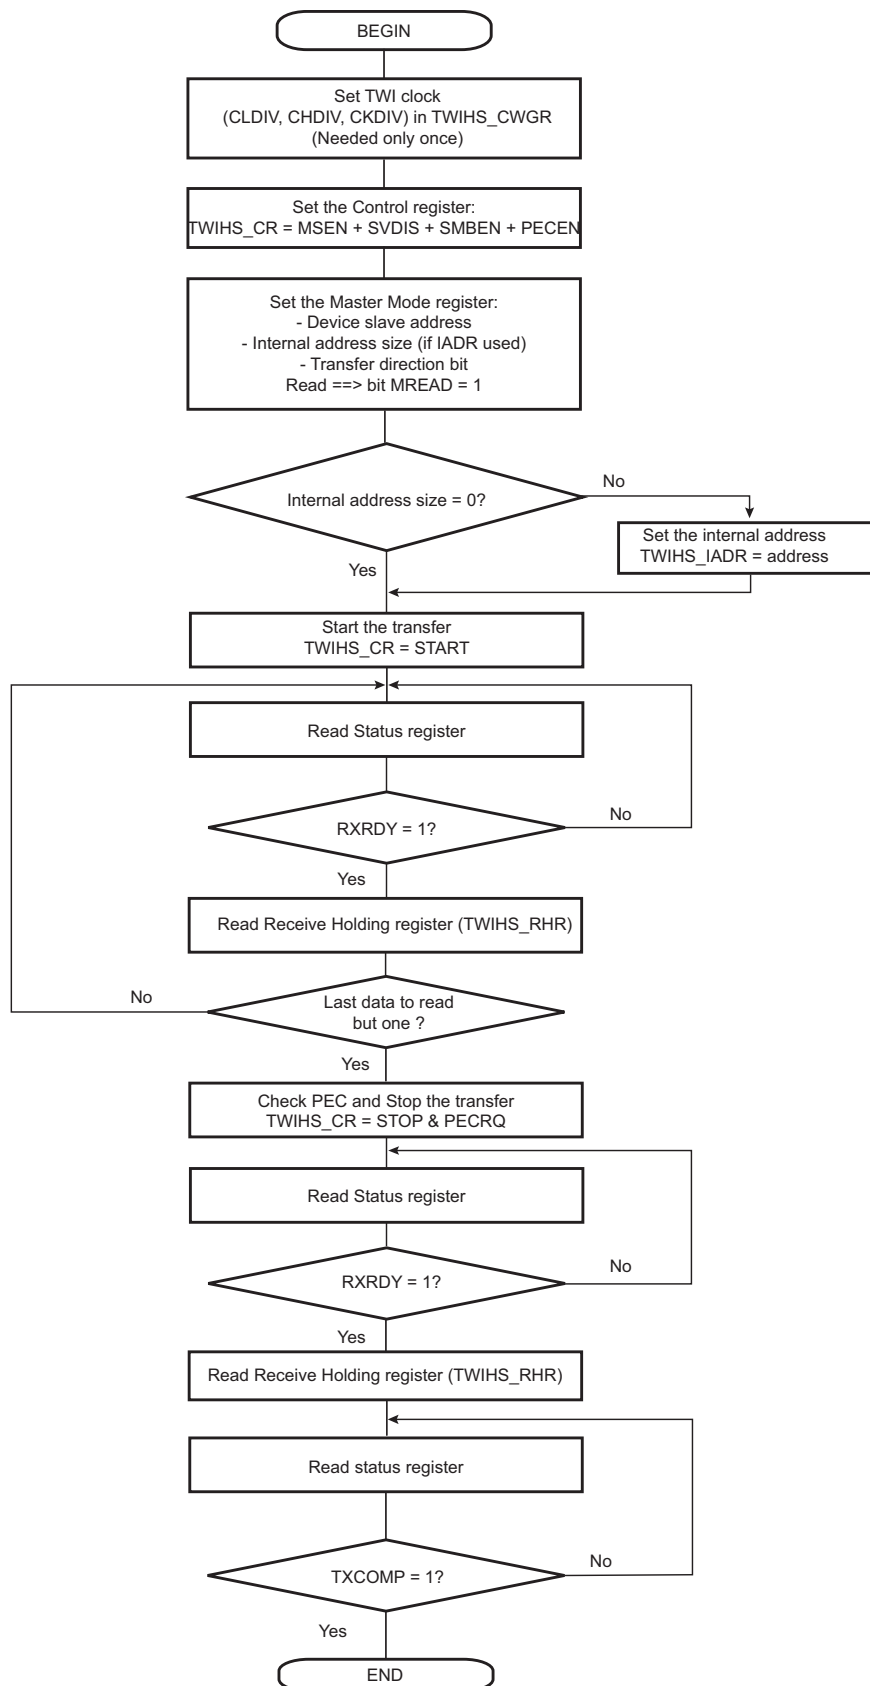 BEGIN
Set TWI clock
(CLDIV, CHDIV, CKDIV) in TWIHS_CWGR
(Needed only once)
Set the Control register:
TWIHS_CR = MSEN + SVDIS + SMBEN + PECEN
Set the Master Mode register:
- Device slave address
- Internal address size (if IADR used)
- Transfer direction bit
Read ==> bit MREAD = 1
No
Internal address size = 0?
Set the internal address
TWIHS_IADR = address
Yes
Start the transfer
TWIHS_CR = START
Read Status register
RXRDY = 1?
No
Yes
Read Receive Holding register (TWIHS_RHR)
No
Last data to read
but one ?
Yes
Check PEC and Stop the transfer
TWIHS_CR = STOP & PECRQ
Read Status register
No
RXRDY = 1?
Yes
Read Receive Holding register (TWIHS_RHR)
Read status register
No
TXCOMP = 1?
Yes
END